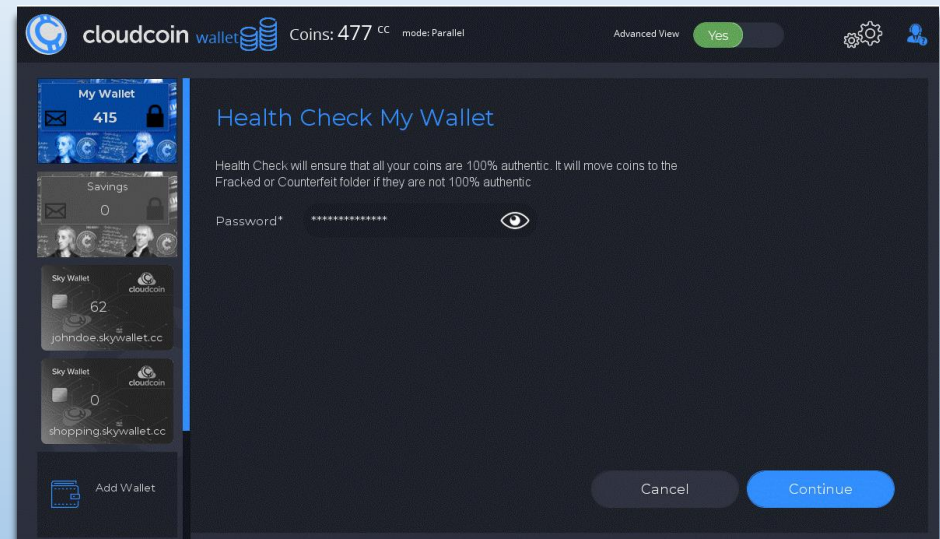 cloudcoin wallet Coins: 477 cc mode: Parallel Advanced View Yes
My Wallet
415
Savings
0
Sky Wallet
cloudcoin
62
johndoe.skywallet.cc
Sky Wallet
cloudcoin
0
shopping.skywallet.cc
Add Wallet
Health Check My Wallet
Health Check will ensure that all your coins are 100% authentic. It will move coins to the
Fracked or Counterfeit folder if they are not 100% authentic
Password* **************
Cancel Continue